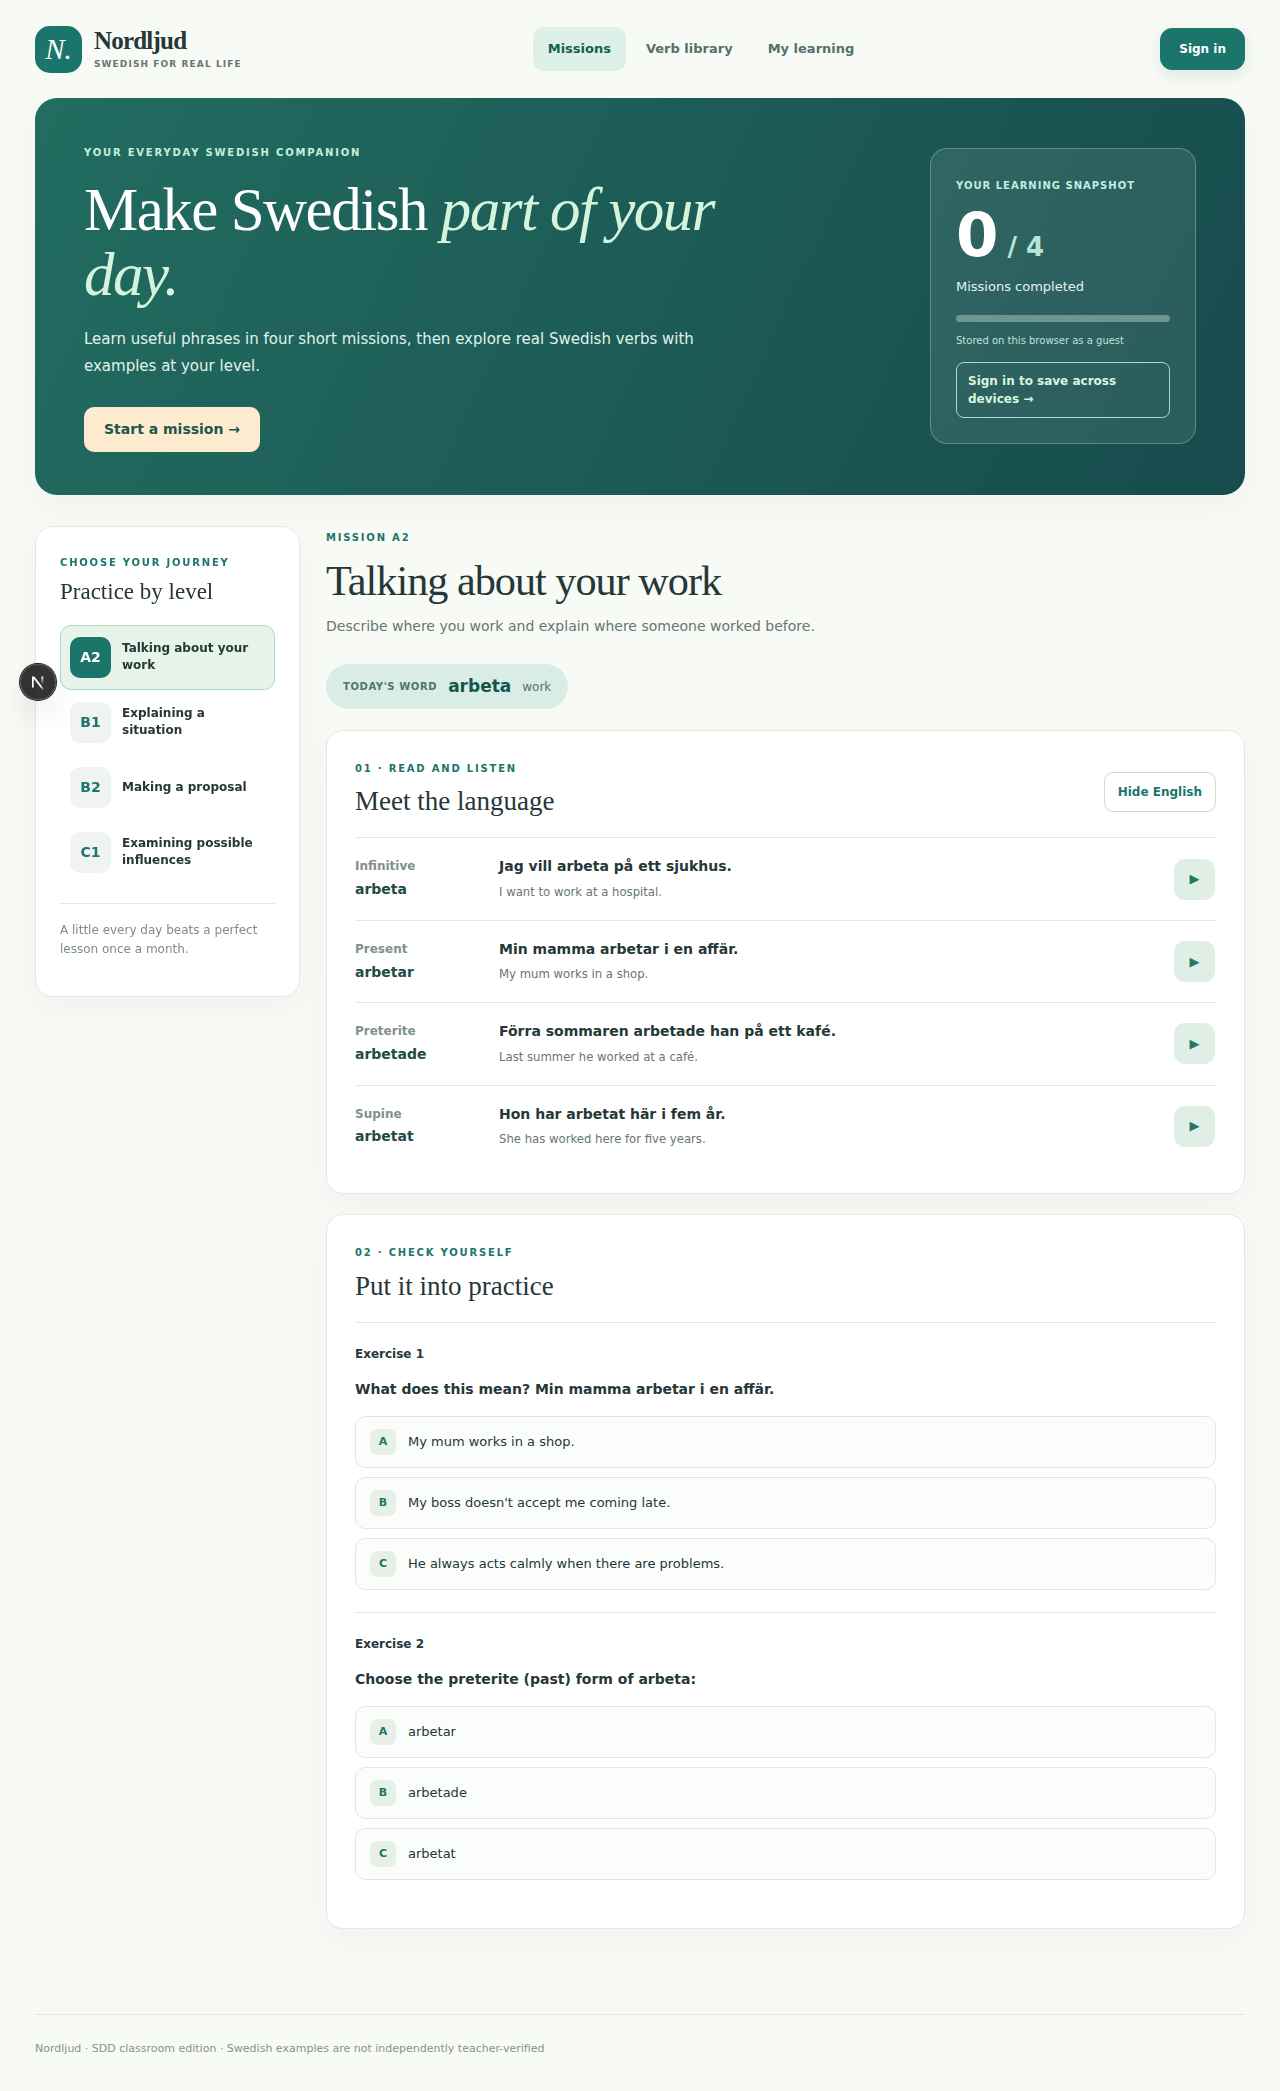 N.
Nordljud
SWEDISH FOR REAL LIFE
Missions
Verb library
My learning
Sign in
YOUR EVERYDAY SWEDISH COMPANION
Make Swedish part of your
day.
Learn useful phrases in four short missions, then explore real Swedish verbs with
examples at your level.
Start a mission →
YOUR LEARNING SNAPSHOT
0 / 4
Missions completed
Stored on this browser as a guest
Sign in to save across
devices →
CHOOSE YOUR JOURNEY
Practice by level
A2
Talking about your
work
N
B1
Explaining a
situation
B2
Making a proposal
C1
Examining possible
influences
A little every day beats a perfect
lesson once a month.
MISSION A2
Talking about your work
Describe where you work and explain where someone worked before.
TODAY'S WORD arbeta work
01 · READ AND LISTEN
Meet the language
Hide English
Infinitive
arbeta
Jag vill arbeta på ett sjukhus.
I want to work at a hospital.
▶
Present
arbetar
Min mamma arbetar i en affär.
My mum works in a shop.
▶
Preterite
arbetade
Förra sommaren arbetade han på ett kafé.
Last summer he worked at a café.
▶
Supine
arbetat
Hon har arbetat här i fem år.
She has worked here for five years.
▶
02 · CHECK YOURSELF
Put it into practice
Exercise 1
What does this mean? Min mamma arbetar i en affär.
A My mum works in a shop.
B My boss doesn't accept me coming late.
C He always acts calmly when there are problems.
Exercise 2
Choose the preterite (past) form of arbeta:
A arbetar
B arbetade
C arbetat
Nordljud · SDD classroom edition · Swedish examples are not independently teacher-verified